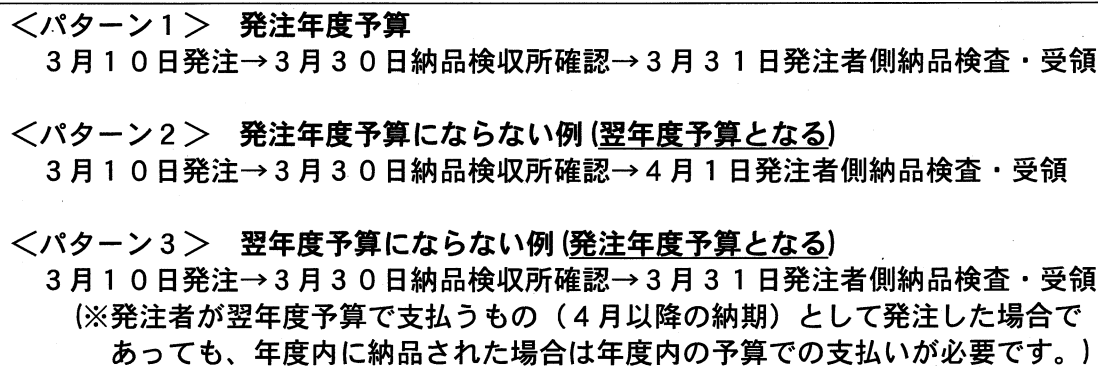 ＜パターン１＞　発注年度予算
３月１０日発注→３月３０日納品検収所確認→３月３１日発注者側納品検査・受領
＜パターン２＞　発注年度予算にならない例(翌年度予算となる)
３月１０日発注→３月３０日納品検収所確認→４月１日発注者側納品検査・受領
＜パターン３＞　翌年度予算にならない例(発注年度予算となる)
３月１０日発注→３月３０日納品検収所確認→３月３１日発注者側納品検査・受領
(※発注者が翌年度予算で支払うもの（４月以降の納期）として発注した場合で
あっても、年度内に納品された場合は年度内の予算での支払いが必要です。)